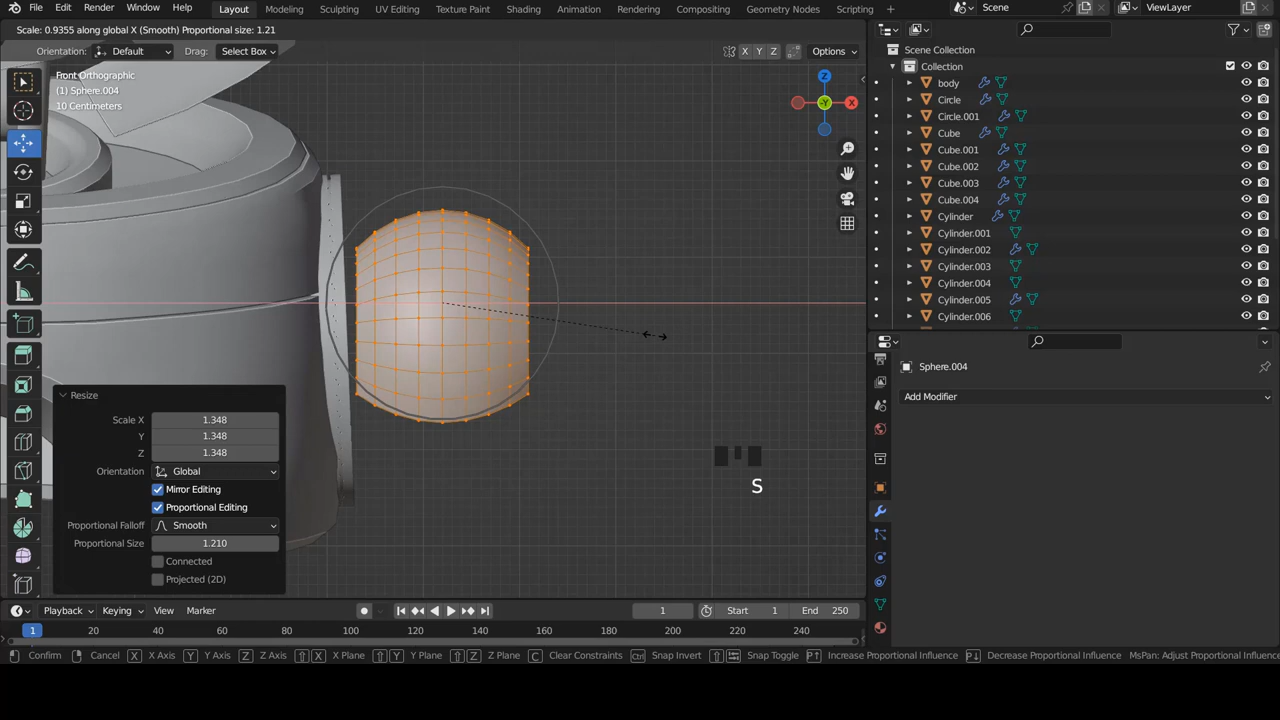 File Edit Render Window Help Layout Modeling Sculpting UV Editing Texture Paint Shading Animation Rendering Compositing Geometry Nodes Scripting Scene ViewLayer
Scale: 0.9355 along global X (Smooth) Proportional size: 1.21
Orientation: Default Drag: Select Box X Y Z Options
Front Orthographic
(1) Sphere.004
10 Centimeters
Z
-Y
X
Scene Collection
Collection
body
Circle
Circle.001
Cube
Cube.001
Cube.002
Cube.003
Cube.004
Cylinder
Cylinder.001
Cylinder.002
Cylinder.003
Cylinder.004
Cylinder.005
Cylinder.006
Sphere.004
Add Modifier
Resize
Scale X 1.348
Y 1.348
Z 1.348
Orientation Global
Mirror Editing
Proportional Editing
Proportional Falloff Smooth
Proportional Size 1.210
Connected
Projected (2D)
S
Playback Keying View Marker 1 Start 1 End 250
1 20 40 60 80 100 120 140 160 180 200 220 240
Confirm Cancel X X Axis Y Y Axis Z Z Axis X X Plane Y Y Plane Z Z Plane C Clear Constraints Ctrl Snap Invert Snap Toggle P Increase Proportional Influence P Decrease Proportional Influence MsPan: Adjust Proportional Influence